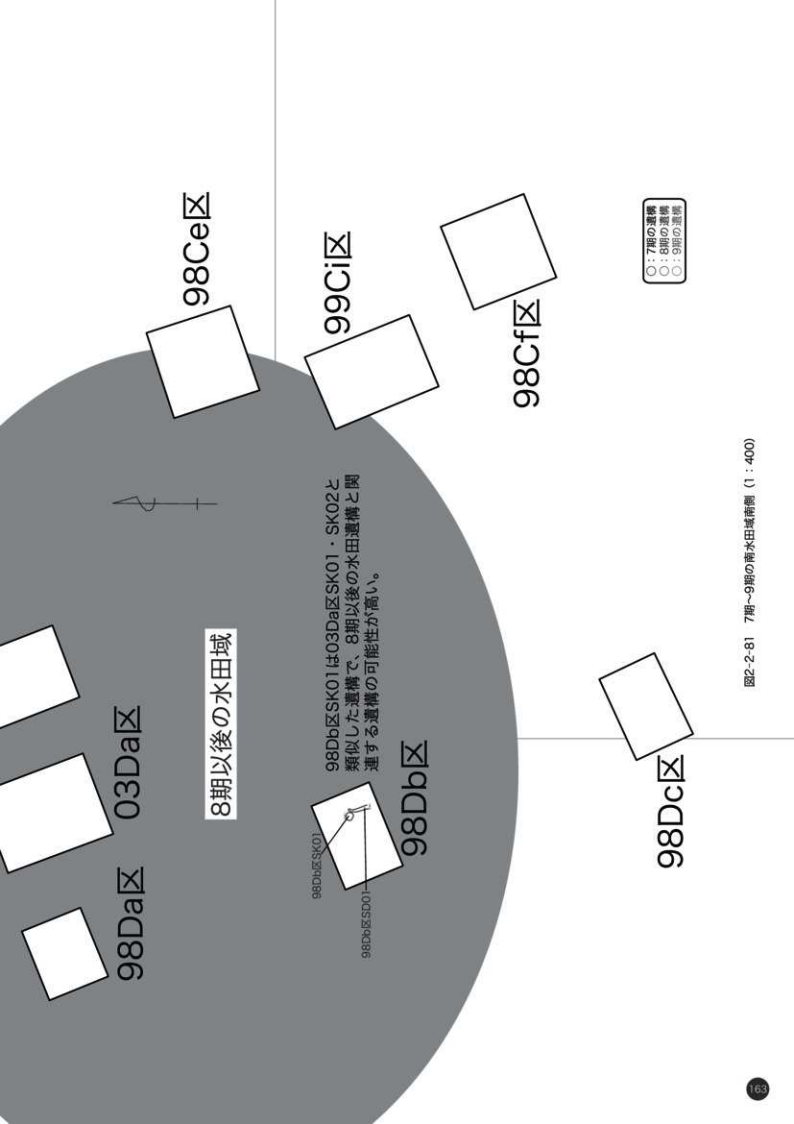 98Ce区
99Ci区
98Cf区
○：7期の遺構
○：8期の遺構
○：9期の遺構
98Db区SK01は03Da区SK01・SK02と
類似した遺構で、8期以後の水田遺構と関
連する遺構の可能性が高い。
8期以後の水田域
03Da区
98Da区
98Db区SK01
98Db区SD01
98Db区
98Dc区
図2-2-81　7期〜9期の南水田域南側（1：400）
163